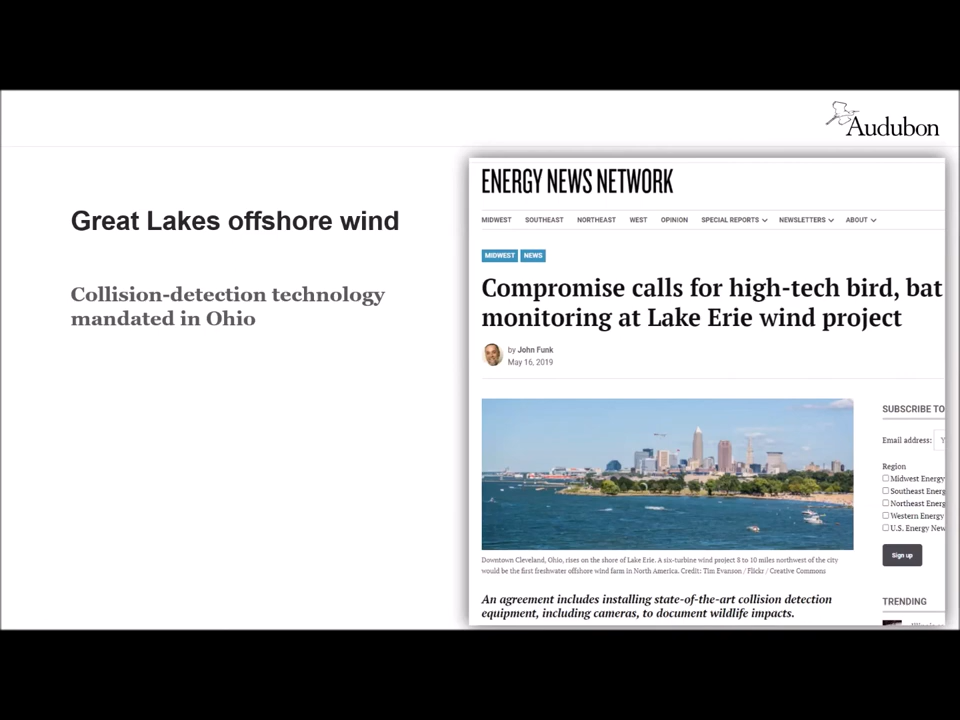 Audubon
Great Lakes offshore wind
Collision-detection technology
mandated in Ohio
ENERGY NEWS NETWORK
MIDWEST SOUTHEAST NORTHEAST WEST OPINION SPECIAL REPORTS NEWSLETTERS ABOUT
MIDWEST NEWS
Compromise calls for high-tech bird, bat
monitoring at Lake Erie wind project
by John Funk
May 16, 2019
Downtown Cleveland, Ohio, rises on the shore of Lake Erie. A six-turbine wind project 8 to 10 miles northwest of the city
would be the first freshwater offshore wind farm in North America. Credit: Tim Evanson / Flickr / Creative Commons
An agreement includes installing state-of-the-art collision detection
equipment, including cameras, to document wildlife impacts.
SUBSCRIBE TO
Email address:
Region
Midwest Energy
Southeast Energ
Northeast Energ
Western Energy
U.S. Energy New
Sign up
TRENDING